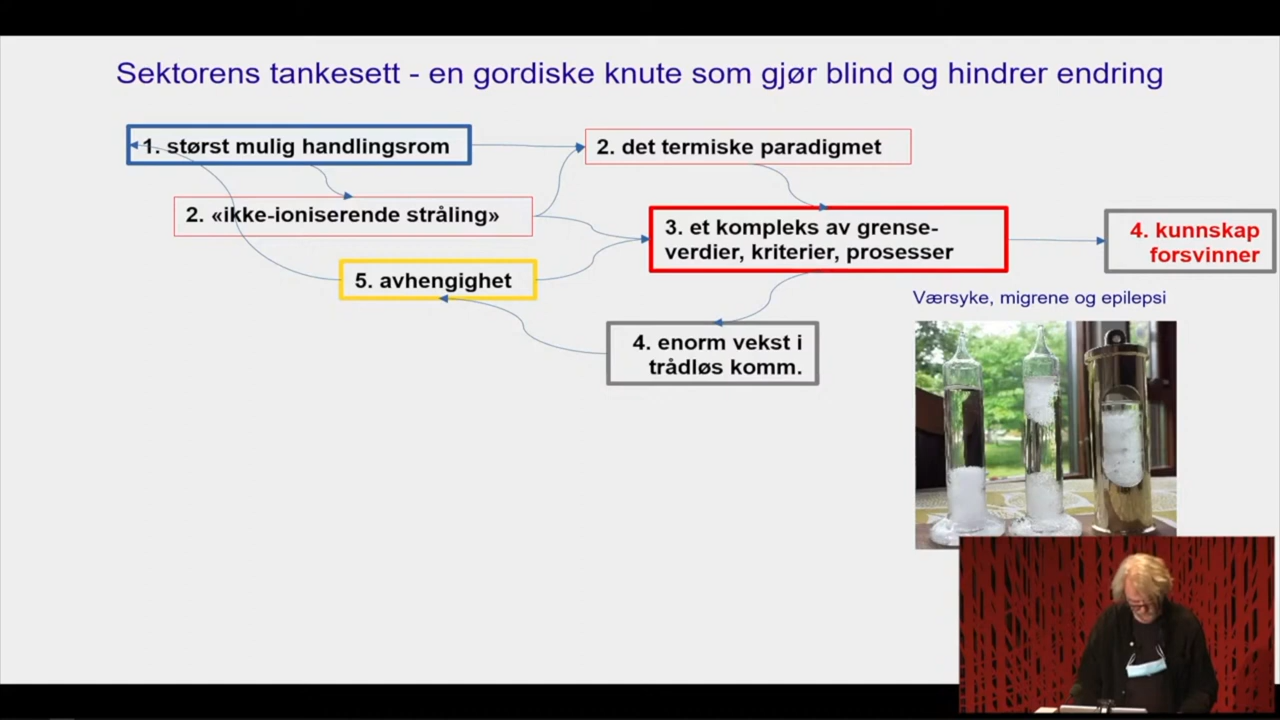 Sektorens tankesett - en gordiske knute som gjør blind og hindrer endring
1. størst mulig handlingsrom
2. det termiske paradigmet
2. «ikke-ioniserende stråling»
3. et kompleks av grense-
verdier, kriterier, prosesser
4. kunnskap
forsvinner
5. avhengighet
Værsyke, migrene og epilepsi
4. enorm vekst i
trådløs komm.